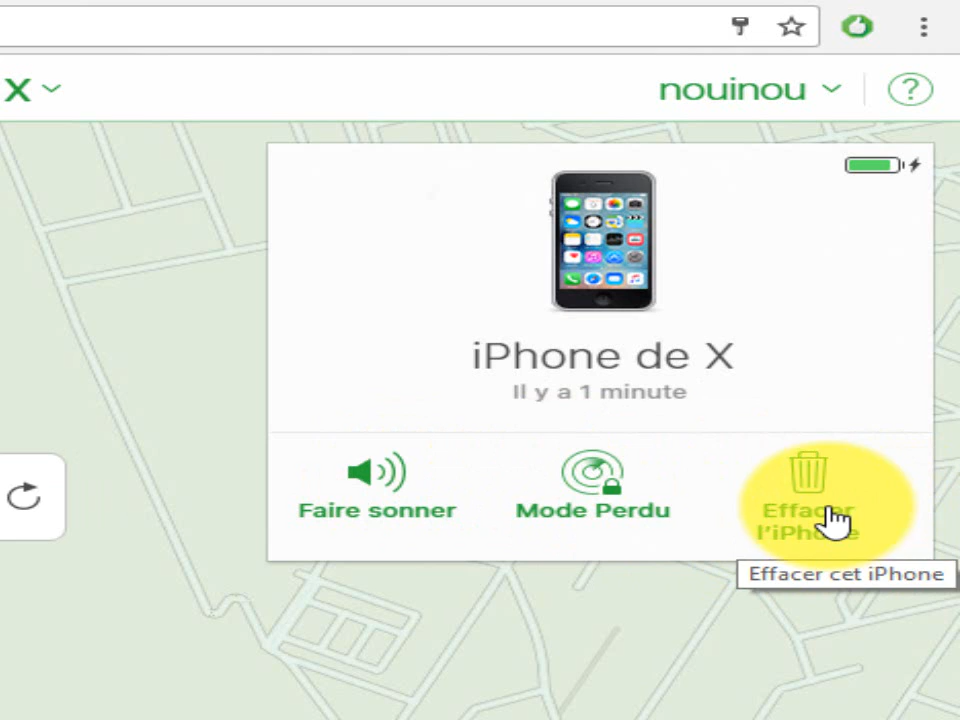 X
nouinou
?
iPhone de X
Il y a 1 minute
Faire sonner
Mode Perdu
Effacer
l'iPhone
Effacer cet iPhone